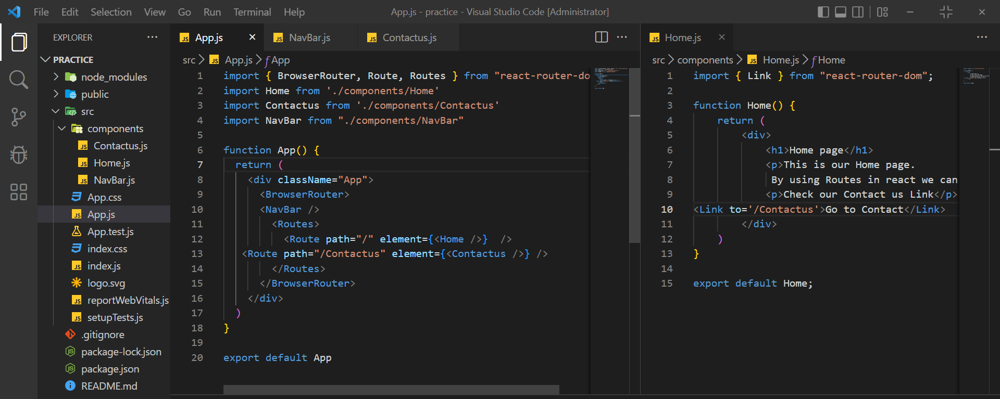 File Edit Selection View Go Run Terminal Help App.js - practice - Visual Studio Code [Administrator]
EXPLORER
PRACTICE
node_modules
public
src
components
Contactus.js
Home.js
NavBar.js
App.css
App.js
App.test.js
index.css
index.js
logo.svg
reportWebVitals.js
setupTests.js
.gitignore
package-lock.json
package.json
README.md
App.js NavBar.js Contactus.js
src > App.js > App
1 import { BrowserRouter, Route, Routes } from "react-router-do
2 import Home from './components/Home'
3 import Contactus from './components/Contactus'
4 import NavBar from "./components/NavBar"
5
6 function App() {
7 return (
8 <div className="App">
9 <BrowserRouter>
10 <NavBar />
11 <Routes>
12 <Route path="/" element={<Home />}  />
13 <Route path="/Contactus" element={<Contactus />} />
14 </Routes>
15 </BrowserRouter>
16 </div>
17 )
18 }
19
20 export default App
Home.js
src > components > Home.js > Home
1 import { Link } from "react-router-dom";
2
3 function Home() {
4 return (
5 <div>
6 <h1>Home page</h1>
7 <p>This is our Home page.
8 By using Routes in react we can
9 <p>Check our Contact us Link</p>
10 <Link to='/Contactus'>Go to Contact</Link>
11 </div>
12 )
13 }
14
15 export default Home;